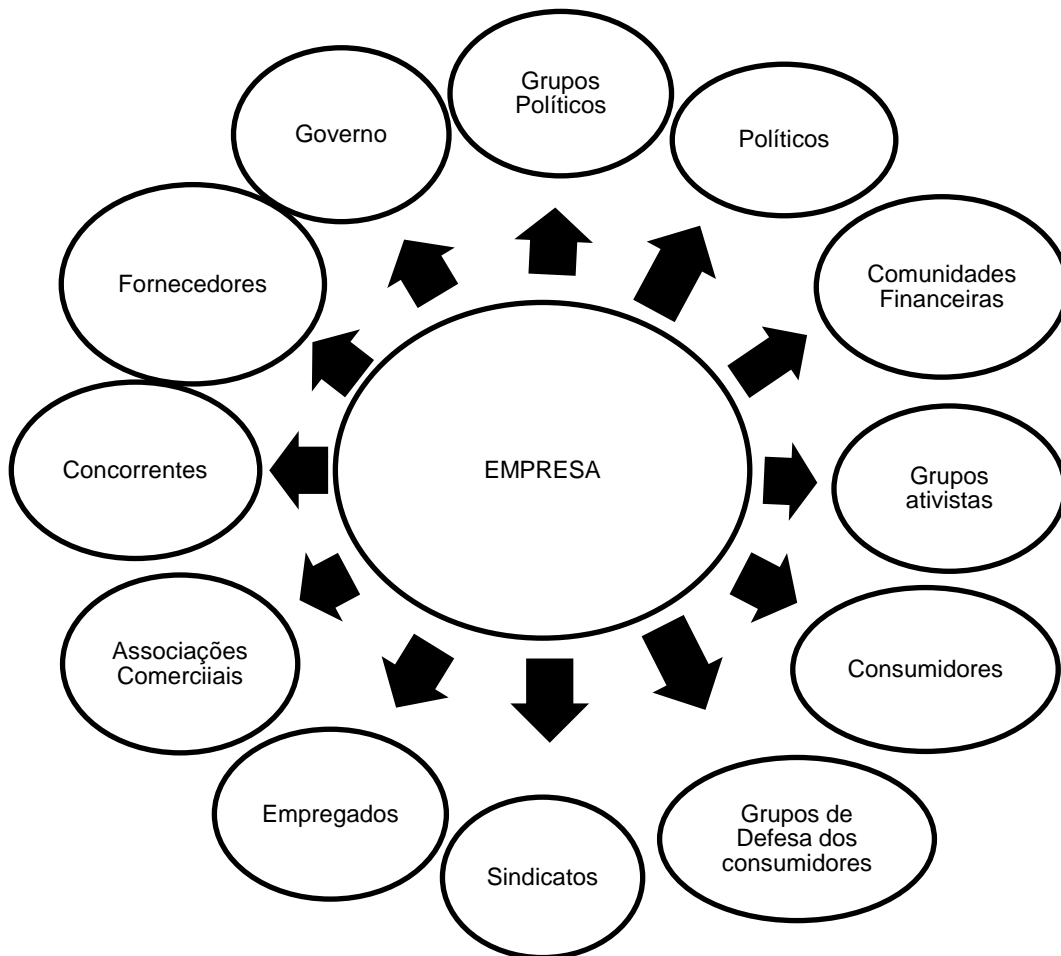 Grupos
Políticos
Governo
Políticos
Fornecedores
Comunidades
Financeiras
Concorrentes
EMPRESA
Grupos
ativistas
Associações
Comerciiais
Consumidores
Empregados
Grupos de
Defesa dos
consumidores
Sindicatos